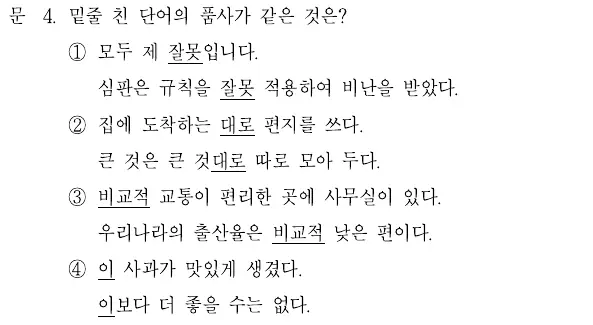 문 4. 밑줄 친 단어의 품사가 같은 것은?
① 모두 제 잘못입니다.
심판은 규칙을 잘못 적용하여 비난을 받았다.
② 집에 도착하는 대로 편지를 쓰다.
큰 것은 큰 것대로 따로 모아 두다.
③ 비교적 교통이 편리한 곳에 사무실이 있다.
우리나라의 출산율은 비교적 낮은 편이다.
④ 이 사과가 맛있게 생겼다.
이보다 더 좋을 수는 없다.